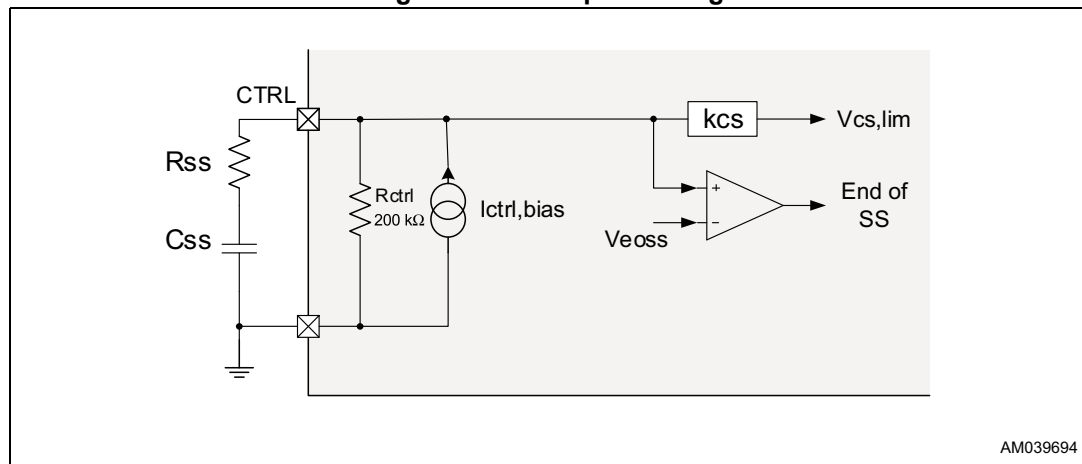 CTRL
kcs
Vcs,lim
Rss
Rctrl
200 kΩ
Ictrl,bias
+
End of
SS
Css
Veoss
-
AM039694